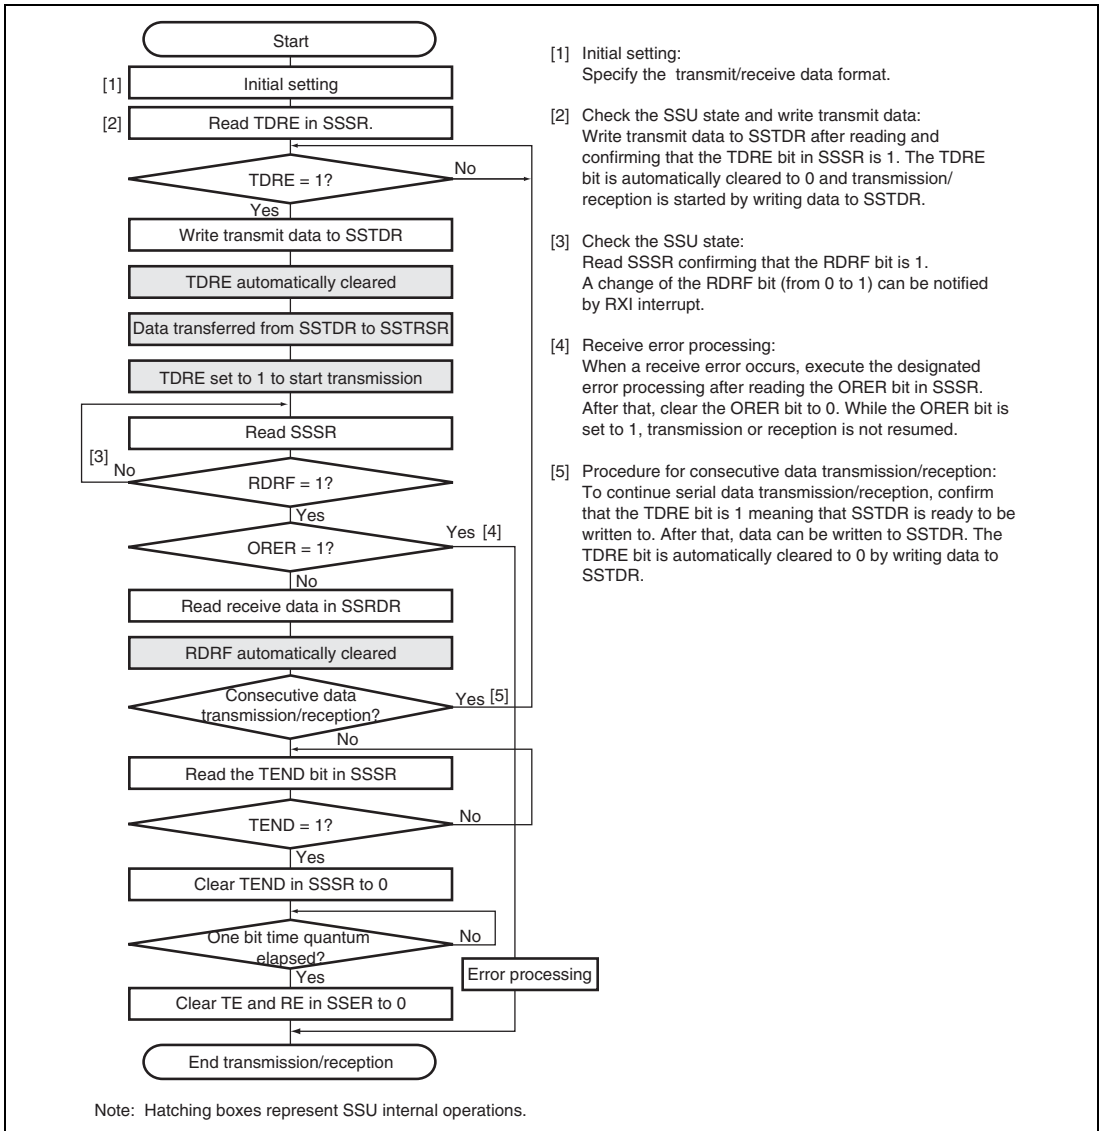 Start
[1] Initial setting
[2] Read TDRE in SSSR.
TDRE = 1?
No
Yes
Write transmit data to SSTDR
TDRE automatically cleared
Data transferred from SSTDR to SSTRSR
TDRE set to 1 to start transmission
Read SSSR
[3]
No
RDRF = 1?
Yes
Yes [4]
ORER = 1?
No
Read receive data in SSRDR
RDRF automatically cleared
Consecutive data
transmission/reception?
Yes [5]
No
Read the TEND bit in SSSR
TEND = 1?
No
Yes
Clear TEND in SSSR to 0
One bit time quantum
elapsed?
No
Yes
Error processing
Clear TE and RE in SSER to 0
End transmission/reception
[1] Initial setting:
Specify the transmit/receive data format.
[2] Check the SSU state and write transmit data:
Write transmit data to SSTDR after reading and
confirming that the TDRE bit in SSSR is 1. The TDRE
bit is automatically cleared to 0 and transmission/
reception is started by writing data to SSTDR.
[3] Check the SSU state:
Read SSSR confirming that the RDRF bit is 1.
A change of the RDRF bit (from 0 to 1) can be notified
by RXI interrupt.
[4] Receive error processing:
When a receive error occurs, execute the designated
error processing after reading the ORER bit in SSSR.
After that, clear the ORER bit to 0. While the ORER bit is
set to 1, transmission or reception is not resumed.
[5] Procedure for consecutive data transmission/reception:
To continue serial data transmission/reception, confirm
that the TDRE bit is 1 meaning that SSTDR is ready to be
written to. After that, data can be written to SSTDR. The
TDRE bit is automatically cleared to 0 by writing data to
SSTDR.
Note: Hatching boxes represent SSU internal operations.